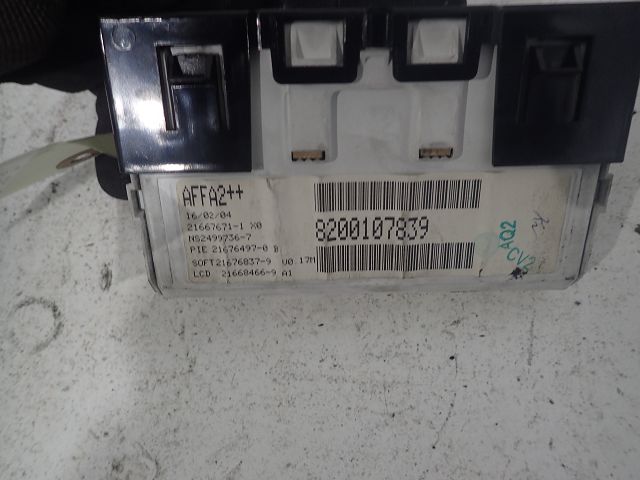 AFFA2++
16/02/04
21667671-1 X0
NS2499736-7
PIE 21676497-0 B
SOFT21676837-9 V0.17M
LCD 21668466-9 A1
8200107839
AQ2
CV2